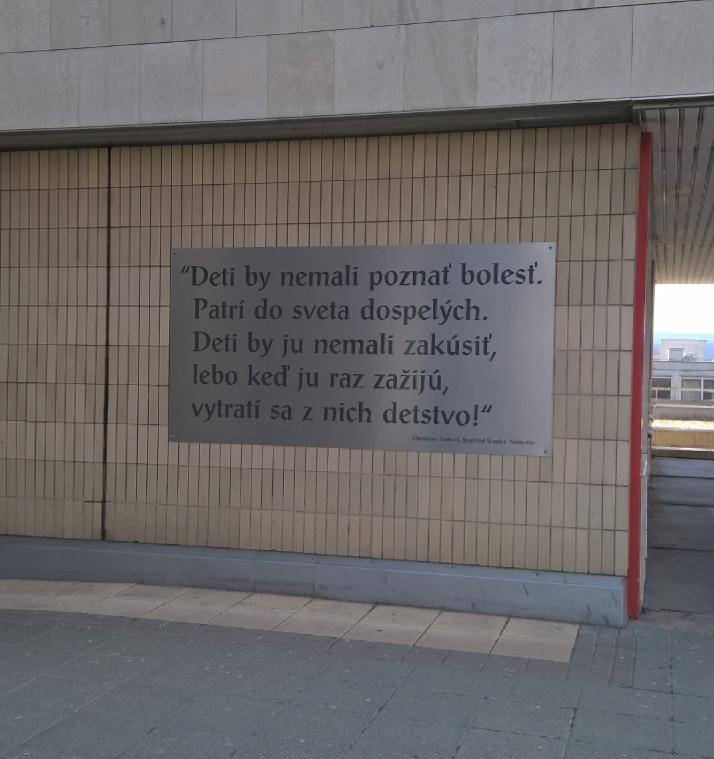 “Deti by nemali poznať bolesť.
Patrí do sveta dospelých.
Deti by ju nemali zakúsiť,
lebo keď ju raz zažijú,
vytratí sa z nich detstvo!“
Christiane